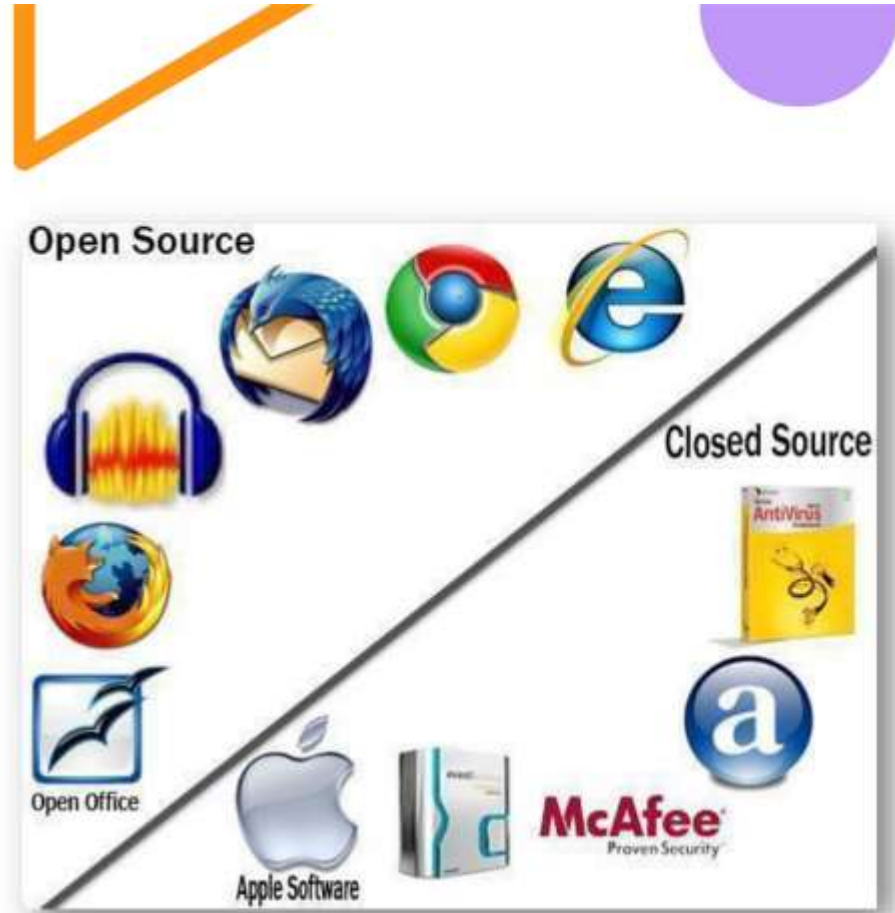 Open Source
Closed Source
AntiVirus
a
Open Office
McAfee
Proven Security
Apple Software